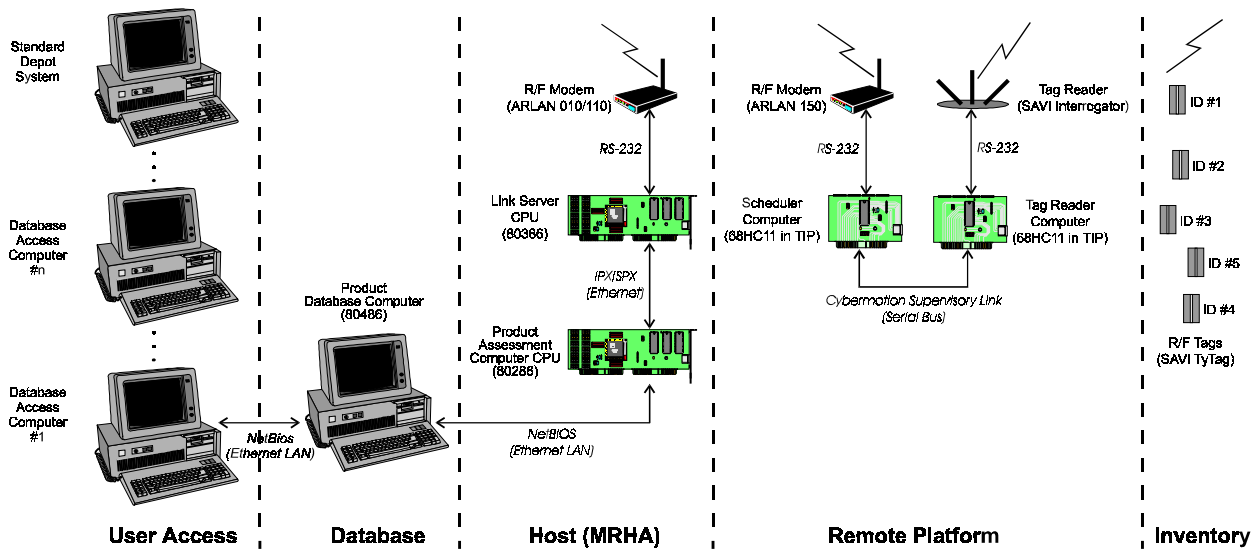 Standard
Depot
System
Database
Access
Computer
#n
Database
Access
Computer
#1
NetBios
(Ethernet LAN)
User Access
Product
Database Computer
(80486)
Database
R/F Modem
(ARLAN 010/110)
RS-232
Link Server
CPU
(80366)
IPX/SPX
(Ethernet)
Product
Assessment
Computer CPU
(80286)
NetBIOS
(Ethernet LAN)
Host (MRHA)
R/F Modem
(ARLAN 150)
RS-232
Scheduler
Computer
(68HC11 in TIP)
Tag Reader
(SAVI Interrogator)
RS-232
Tag Reader
Computer
(68HC11 in TIP)
Cybermotion Supervisory Link
(Serial Bus)
Remote Platform
ID #1
ID #2
ID #3
ID #5
ID #4
R/F Tags
(SAVI TyTag)
Inventory